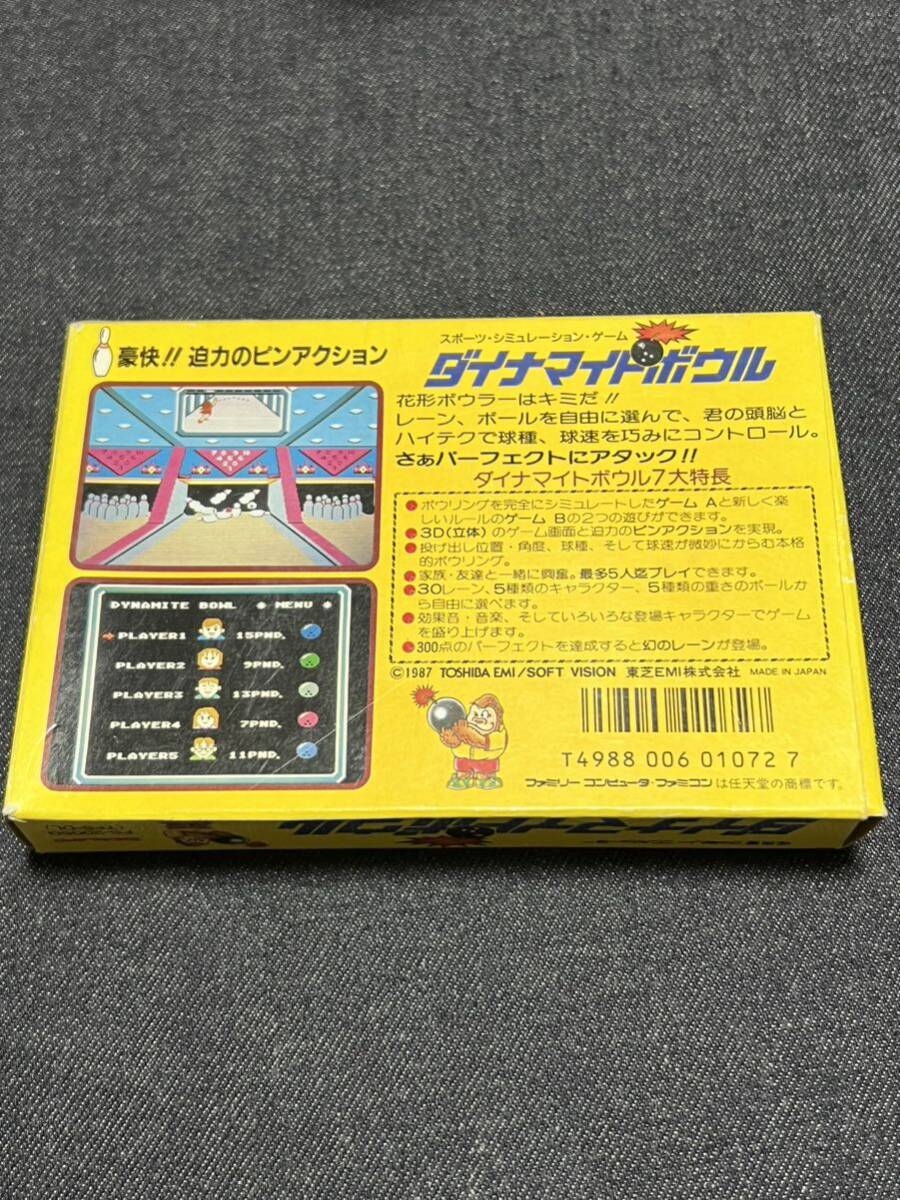 豪快!! 迫力のピンアクション
スポーツ・シミュレーション・ゲーム
ダイナマイトボウル
花形ボウラーはキミだ!!
レーン、ボールを自由に選んで、君の頭脳と
ハイテクで球種、球速を巧みにコントロール。
さぁパーフェクトにアタック!!
ダイナマイトボウル7大特長
●ボウリングを完全にシミュレートしたゲーム Aと新しく楽
しいルールのゲーム Bの2つの遊びができます。
●3D(立体)のゲーム画面と迫力のピンアクションを実現。
●投げ出し位置・角度、球種、そして球速が微妙にからむ本格
的ボウリング。
●家族・友達と一緒に興奮。最多5人迄プレイできます。
●30レーン、5種類のキャラクター、5種類の重さのボールか
ら自由に選べます。
●効果音・音楽、そしていろいろな登場キャラクターでゲーム
を盛り上げます。
●300点のパーフェクトを達成すると幻のレーンが登場。
©1987 TOSHIBA EMI/SOFT VISION 東芝EMI株式会社 MADE IN JAPAN
DYNAMITE BOWL ◆ MENU ◆
PLAYER1 15PND.
PLAYER2 9PND.
PLAYER3 13PND.
PLAYER4 7PND.
PLAYER5 11PND.
T4988 006 01072 7
ファミリー コンピュータ・ファミコンは任天堂の商標です。
ダイナマイトボウル